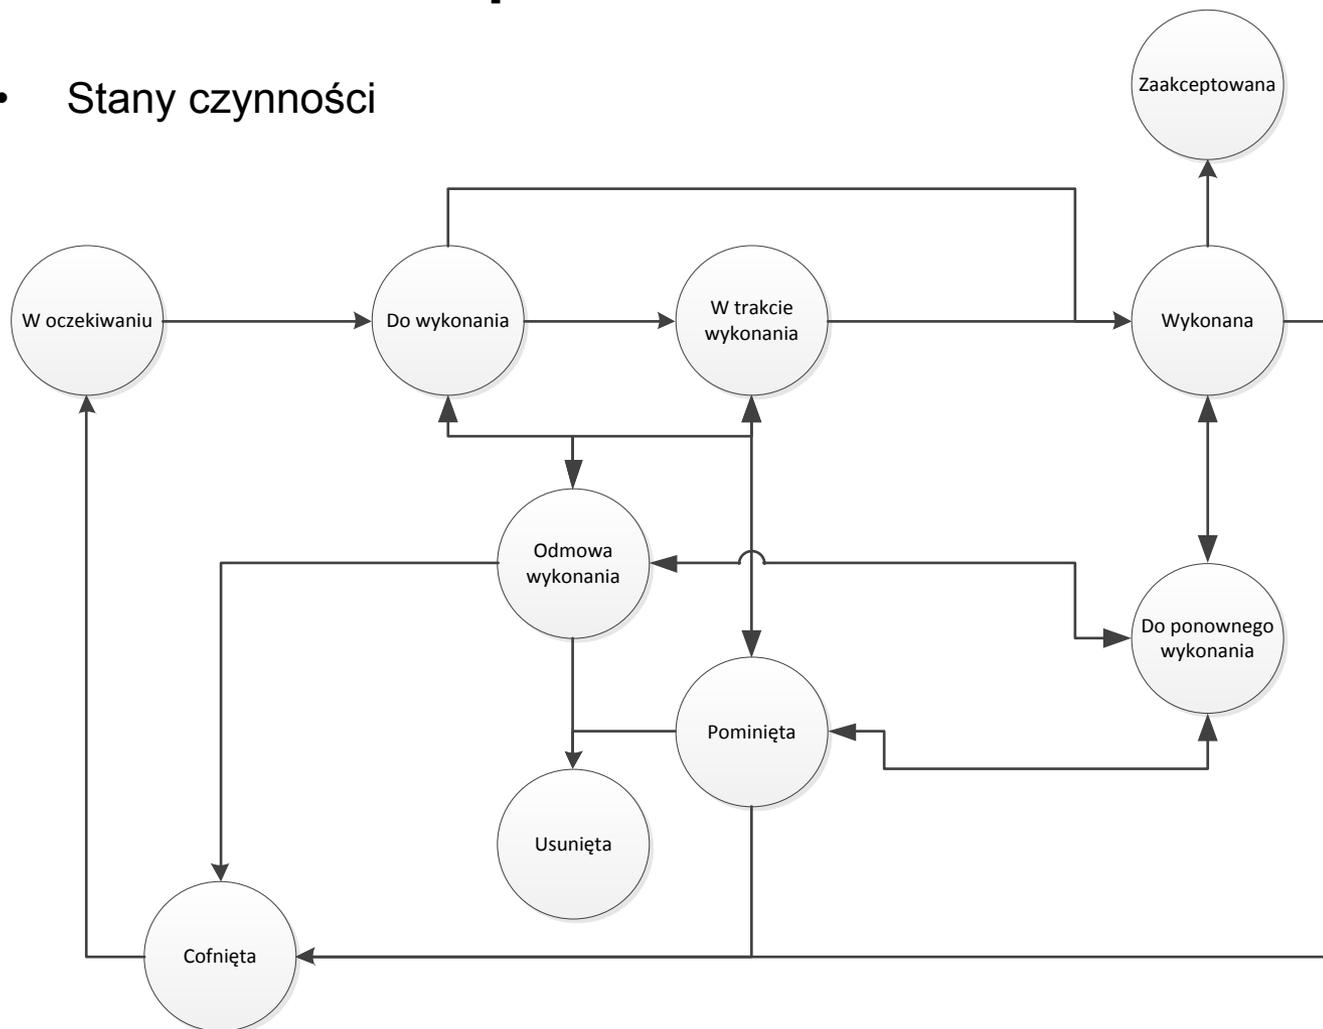 • Stany czynności
Zaakceptowana
W oczekiwaniu
Do wykonania
W trakcie
wykonania
Wykonana
Odmowa
wykonania
Do ponownego
wykonania
Pominięta
Usunięta
Cofnięta